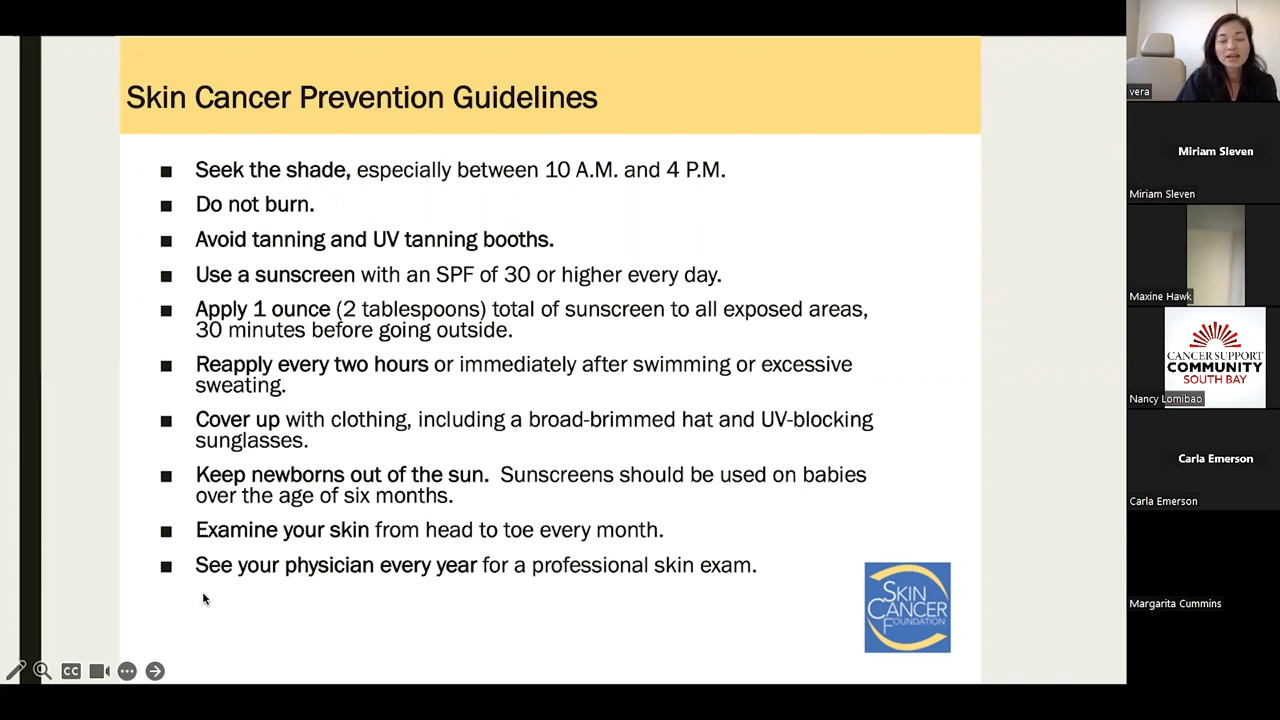 Skin Cancer Prevention Guidelines
■ Seek the shade, especially between 10 A.M. and 4 P.M.
■ Do not burn.
■ Avoid tanning and UV tanning booths.
■ Use a sunscreen with an SPF of 30 or higher every day.
■ Apply 1 ounce (2 tablespoons) total of sunscreen to all exposed areas,
30 minutes before going outside.
■ Reapply every two hours or immediately after swimming or excessive
sweating.
■ Cover up with clothing, including a broad-brimmed hat and UV-blocking
sunglasses.
■ Keep newborns out of the sun. Sunscreens should be used on babies
over the age of six months.
■ Examine your skin from head to toe every month.
■ See your physician every year for a professional skin exam.
SKIN
CANCER
FOUNDATION
CC
vera
Miriam Sleven
Miriam Sleven
Maxine Hawk
CANCER SUPPORT
COMMUNITY
SOUTH BAY
Nancy Lomibao
Carla Emerson
Carla Emerson
Margarita Cummins